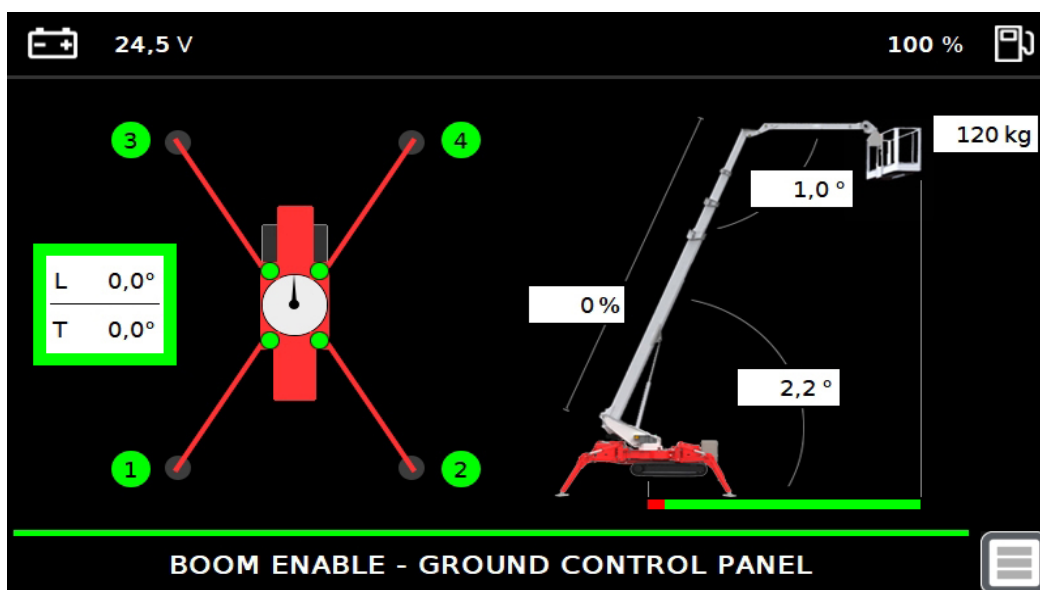 24,5 V
100 %
3
4
120 kg
1,0 °
L 0,0°
T 0,0°
0 %
2,2 °
1
2
BOOM ENABLE - GROUND CONTROL PANEL